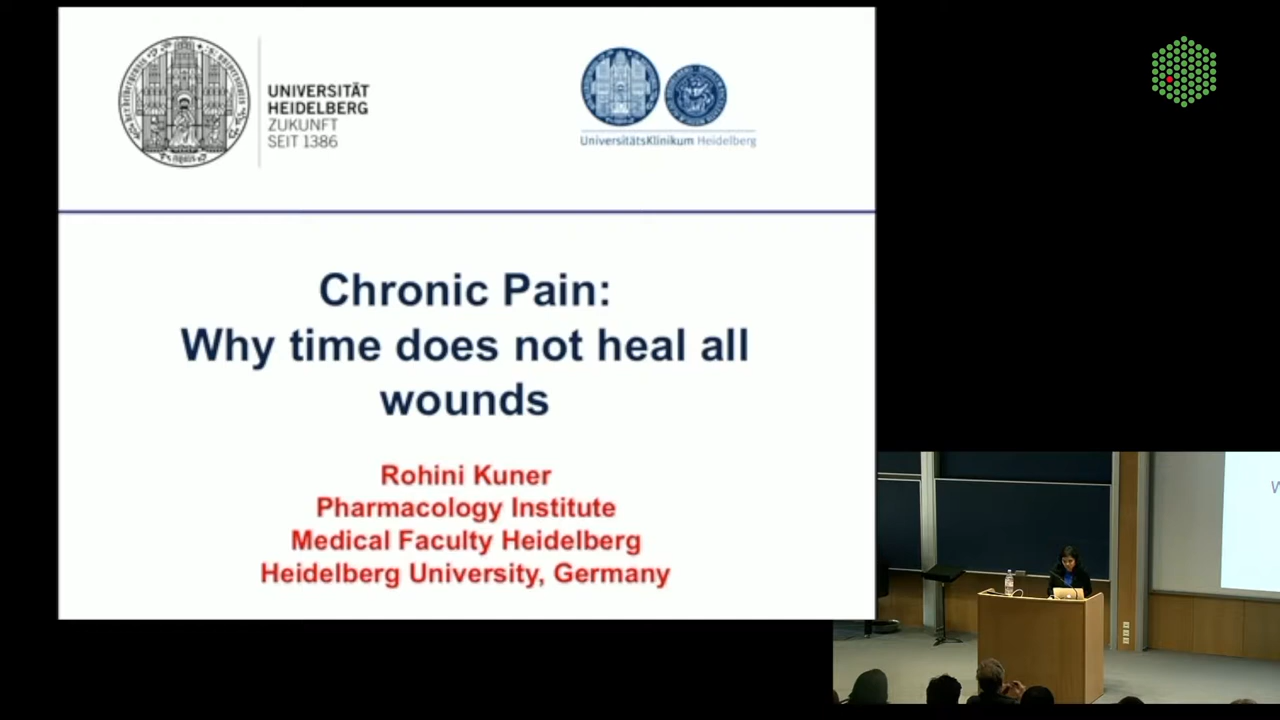 UNIVERSITÄT
HEIDELBERG
ZUKUNFT
SEIT 1386
UniversitätsKlinikum Heidelberg
Chronic Pain:
Why time does not heal all
wounds
Rohini Kuner
Pharmacology Institute
Medical Faculty Heidelberg
Heidelberg University, Germany
W